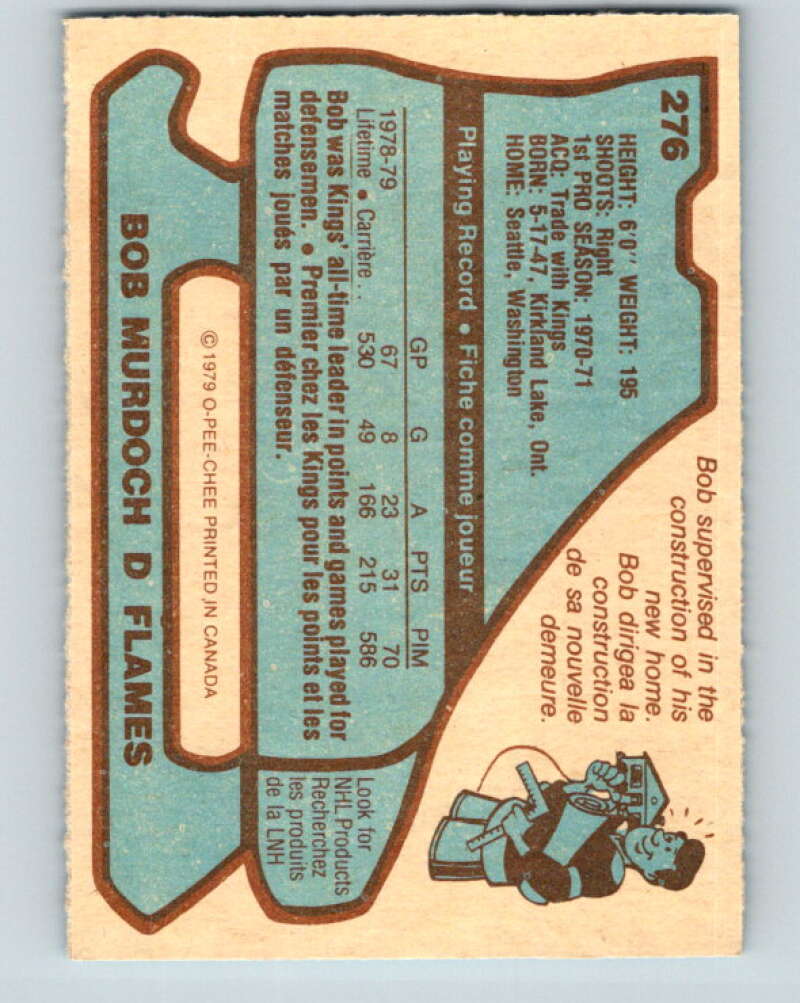 276
HEIGHT: 6'0" WEIGHT: 195
SHOOTS: Right
1st PRO SEASON: 1970-71
ACQ: Trade with Kings
BORN: 5-17-47, Kirkland Lake, Ont.
HOME: Seattle, Washington
Bob supervised in the
construction of his
new home.
Bob dirigea la
construction
de sa nouvelle
demeure.
Playing Record • Fiche comme joueur
GP G A PTS PIM
1978-79 67 8 23 31 70
Lifetime • Carrière.. 530 49 166 215 586
Bob was Kings' all-time leader in points and games played for
defensemen. • Premier chez les Kings pour les points et les
matches joués par un défenseur.
Look for
NHL Products
Recherchez
les produits
de la LNH
© 1979 O-PEE-CHEE PRINTED IN CANADA
BOB MURDOCH D FLAMES